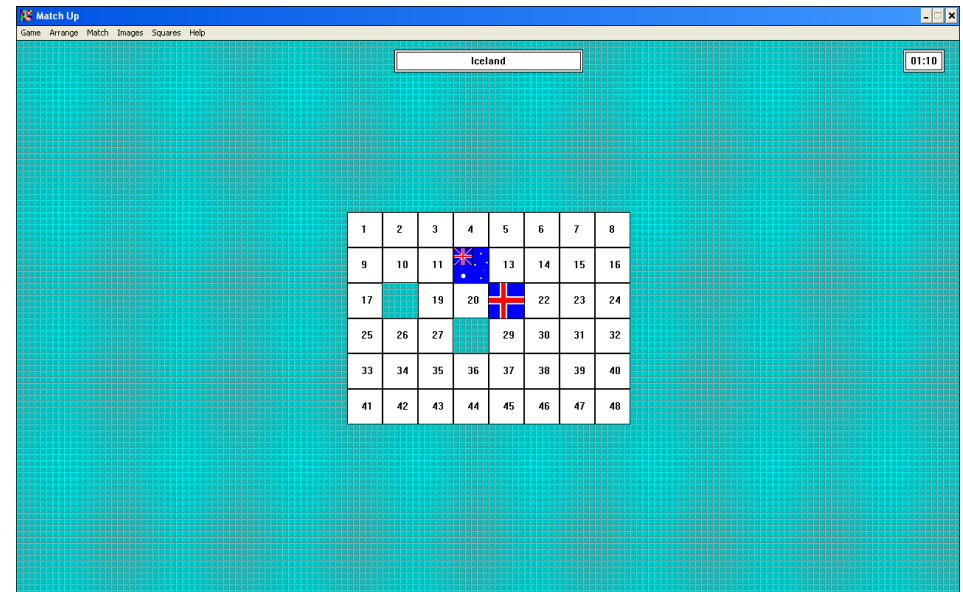 Match Up
Game Arrange Match Images Squares Help
Iceland
01:10
1 2 3 4 5 6 7 8
9 10 11 13 14 15 16
17 19 20 22 23 24
25 26 27 29 30 31 32
33 34 35 36 37 38 39 40
41 42 43 44 45 46 47 48